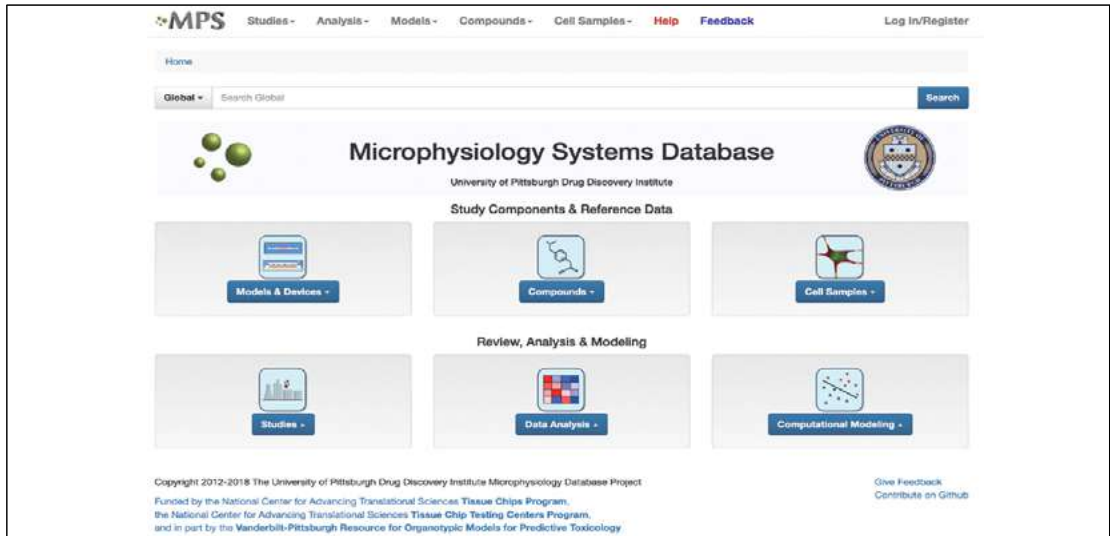 MPS Studies Analysis Models Compounds Cell Samples Help Feedback Log In/Register
Home
Global Search Global Search
Microphysiology Systems Database
University of Pittsburgh Drug Discovery Institute
Study Components & Reference Data
Models & Devices Compounds Cell Samples
Review, Analysis & Modeling
Studies Data Analysis Computational Modeling
Copyright 2012-2018 The University of Pittsburgh Drug Discovery Institute Microphysiology Database Project Give Feedback
Contribute on Github
Funded by the National Center for Advancing Translational Sciences Tissue Chips Program,
the National Center for Advancing Translational Sciences Tissue Chip Testing Centers Program,
and in part by the Vanderbilt-Pittsburgh Resource for Organotypic Models for Predictive Toxicology